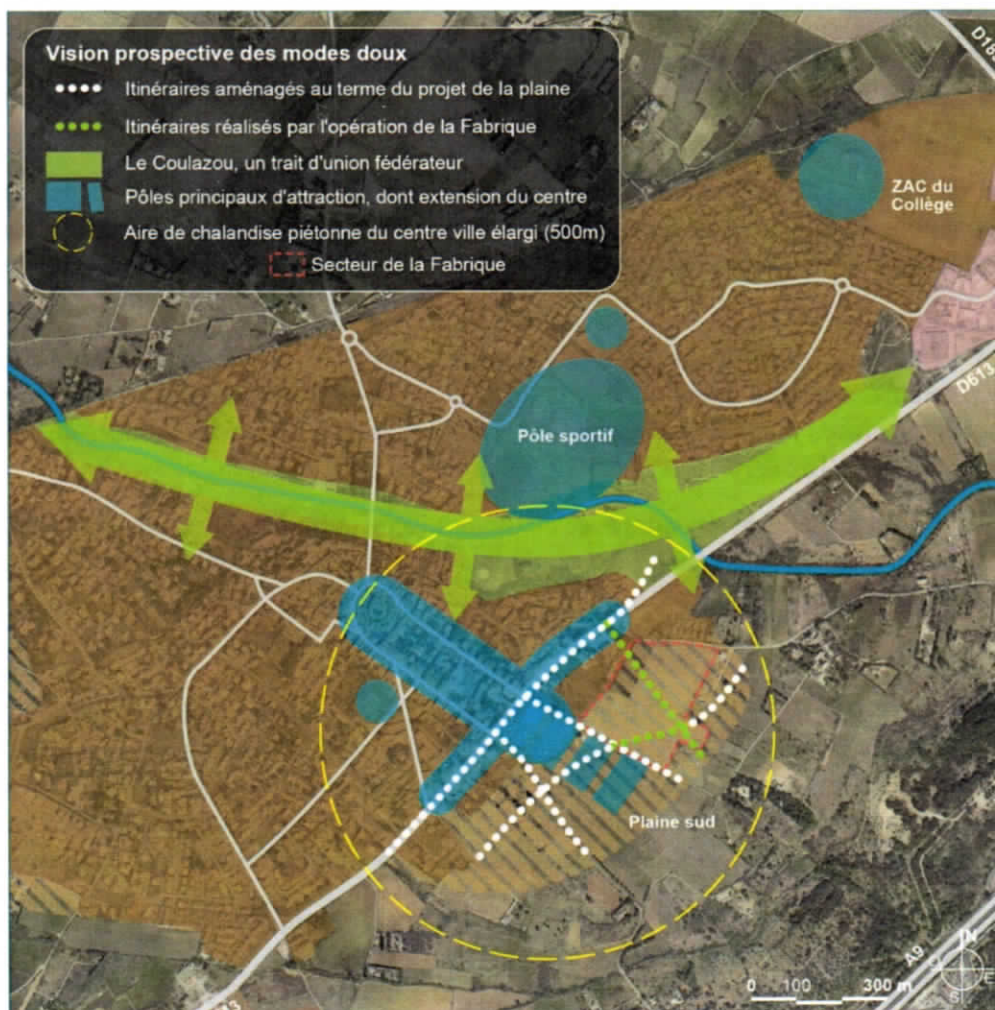 Vision prospective des modes doux
Itinéraires aménagés au terme du projet de la plaine
Itinéraires réalisés par l'opération de la Fabrique
Le Coulazou, un trait d'union fédérateur
Pôles principaux d'attraction, dont extension du centre
Aire de chalandise piétonne du centre ville élargi (500m)
Secteur de la Fabrique
ZAC du
Collège
D613
Pôle sportif
Plaine sud
A9
N
O
E
S
0 100 300 m